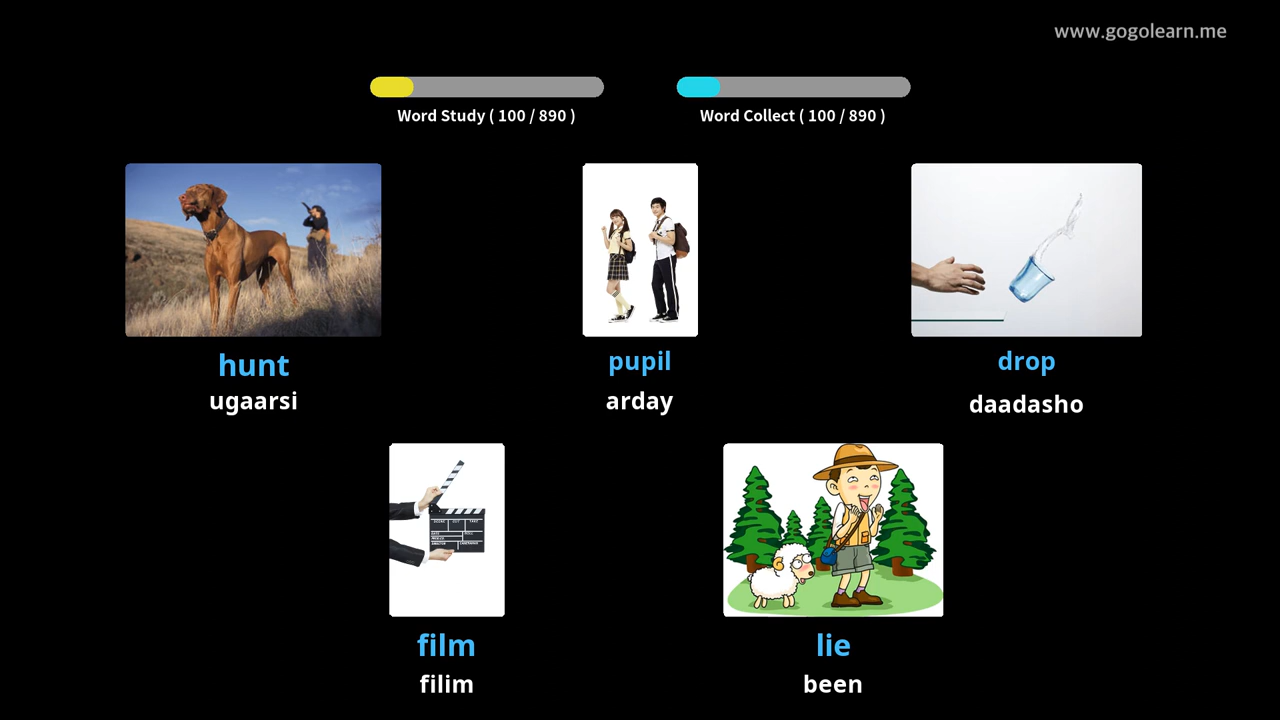 www.gogolearn.me
Word Study ( 100 / 890 )
Word Collect ( 100 / 890 )
hunt
ugaarsi
pupil
arday
drop
daadasho
film
filim
lie
been